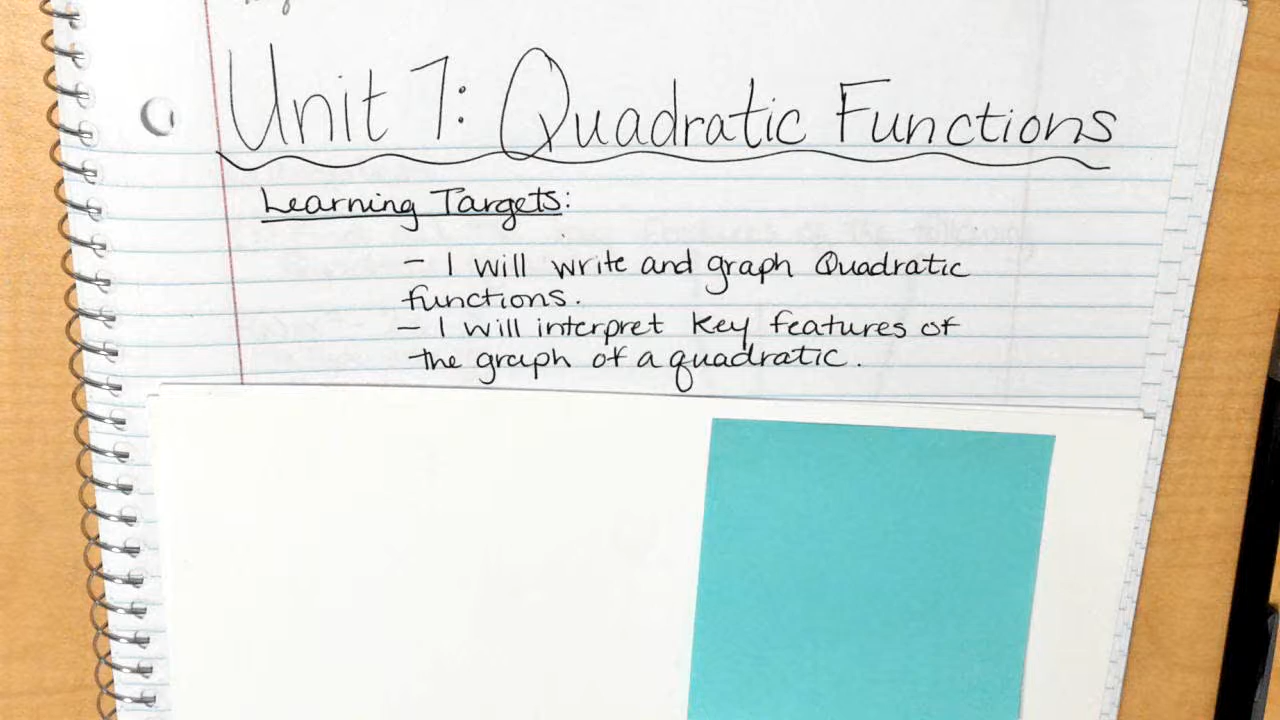 Unit 7: Quadratic Functions
Learning Targets:
- I will write and graph Quadratic
functions.
- I will interpret key features of
the graph of a quadratic.